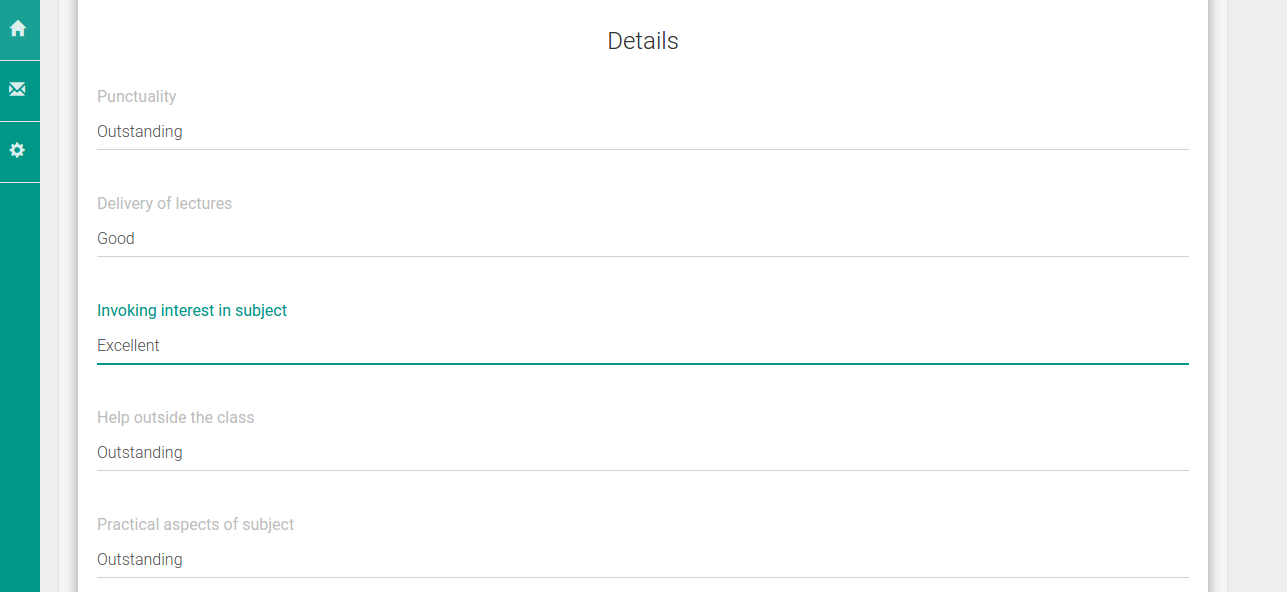 Details
Punctuality
Outstanding
Delivery of lectures
Good
Invoking interest in subject
Excellent
Help outside the class
Outstanding
Practical aspects of subject
Outstanding